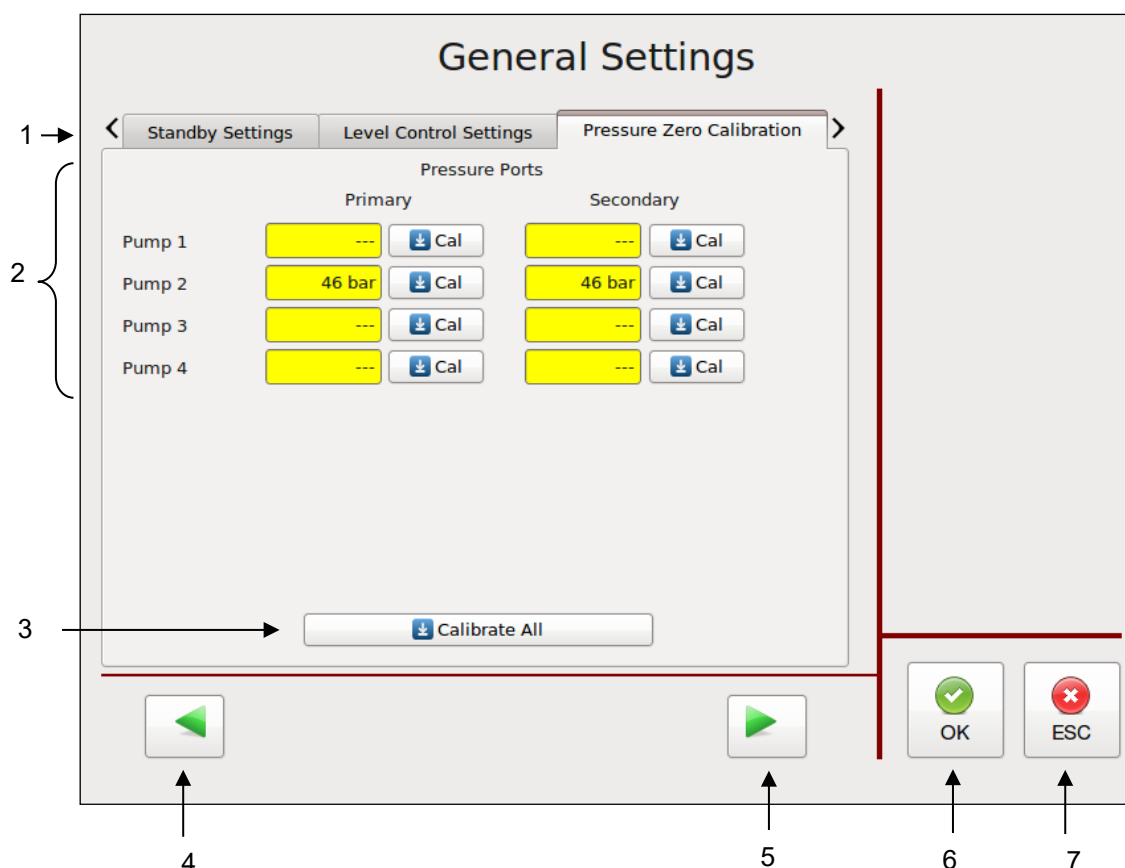 General Settings
1
Standby Settings Level Control Settings Pressure Zero Calibration
Pressure Ports
Primary Secondary
2
Pump 1 --- Cal --- Cal
Pump 2 46 bar Cal 46 bar Cal
Pump 3 --- Cal --- Cal
Pump 4 --- Cal --- Cal
3
Calibrate All
OK ESC
4 5 6 7